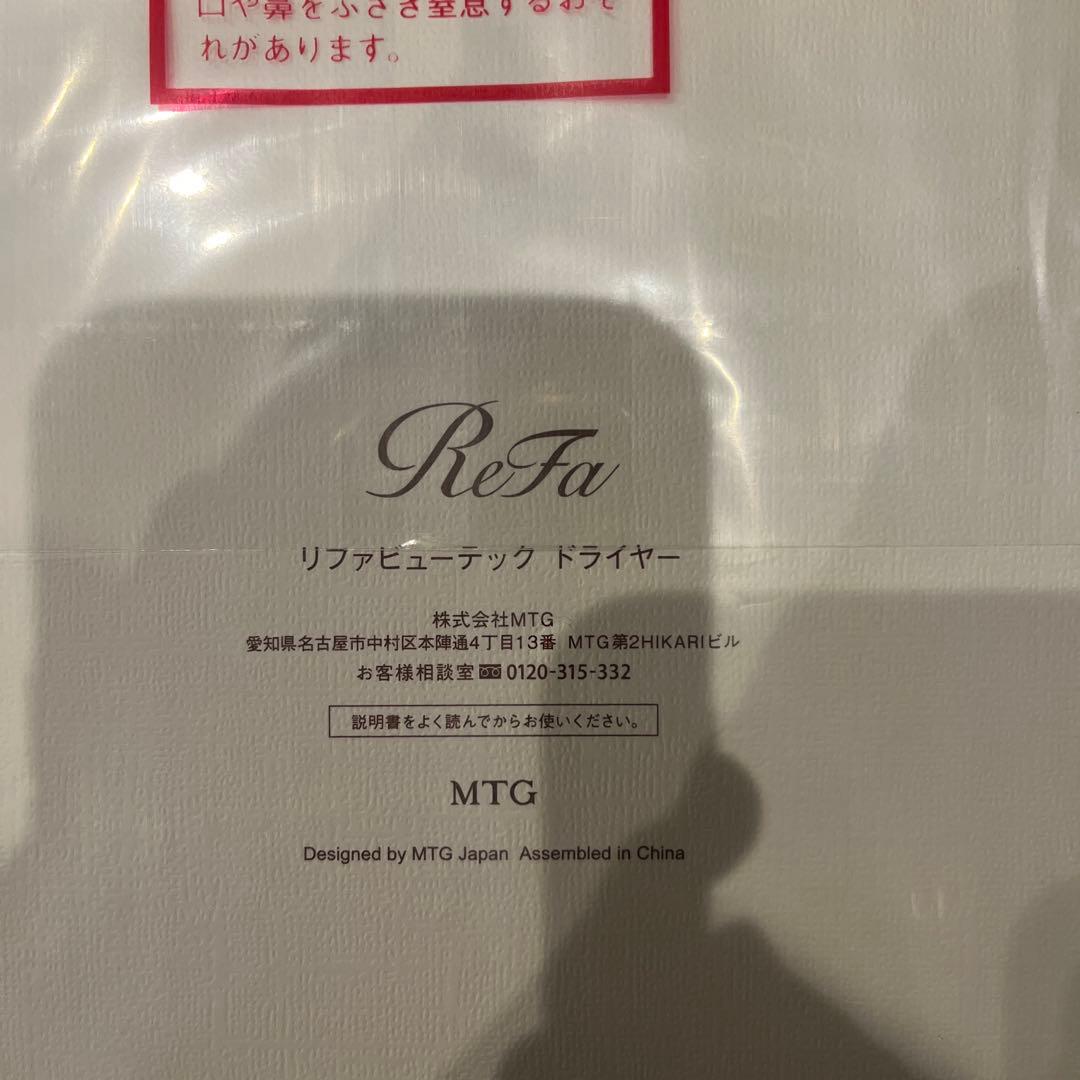 口や鼻をふさぎ窒息するおそ
れがあります。
ReFa
リファビューテック ドライヤー
株式会社MTG
愛知県名古屋市中村区本陣通4丁目13番 MTG第2HIKARIビル
お客様相談室 0120-315-332
説明書をよく読んでからお使いください。
MTG
Designed by MTG Japan Assembled in China